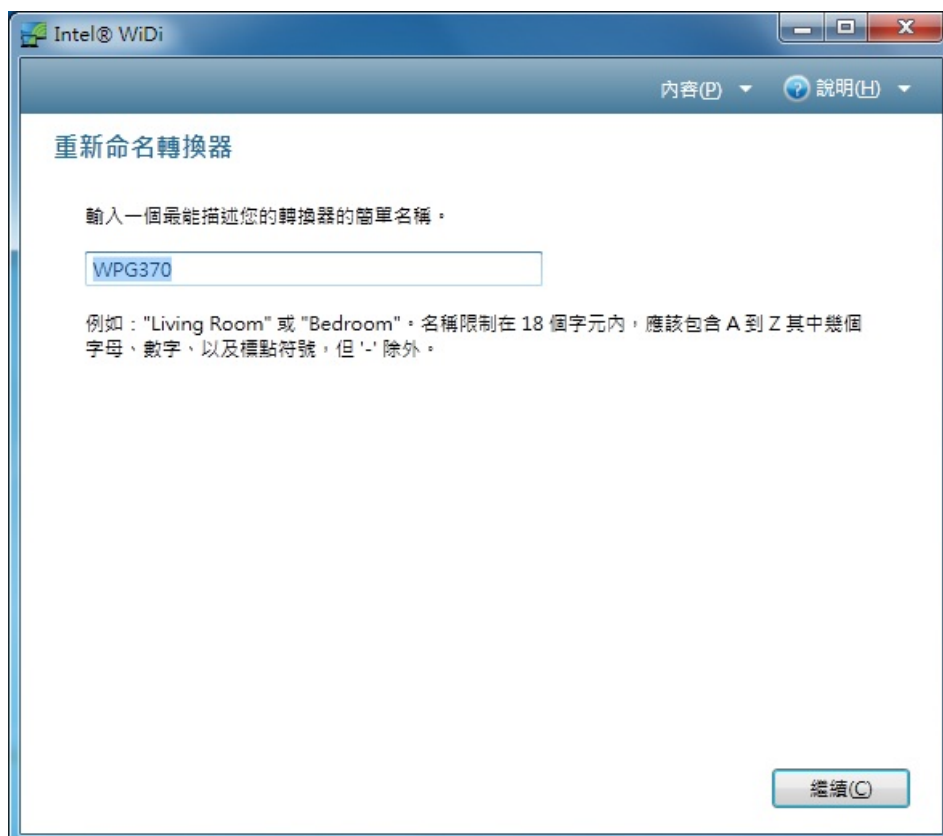 Intel® WiDi
內容(P) 說明(H)
重新命名轉換器
輸入一個最能描述您的轉換器的簡單名稱。
WPG370
例如："Living Room" 或 "Bedroom"。名稱限制在 18 個字元內，應該包含 A 到 Z 其中幾個
字母、數字、以及標點符號，但 '-' 除外。
繼續(C)